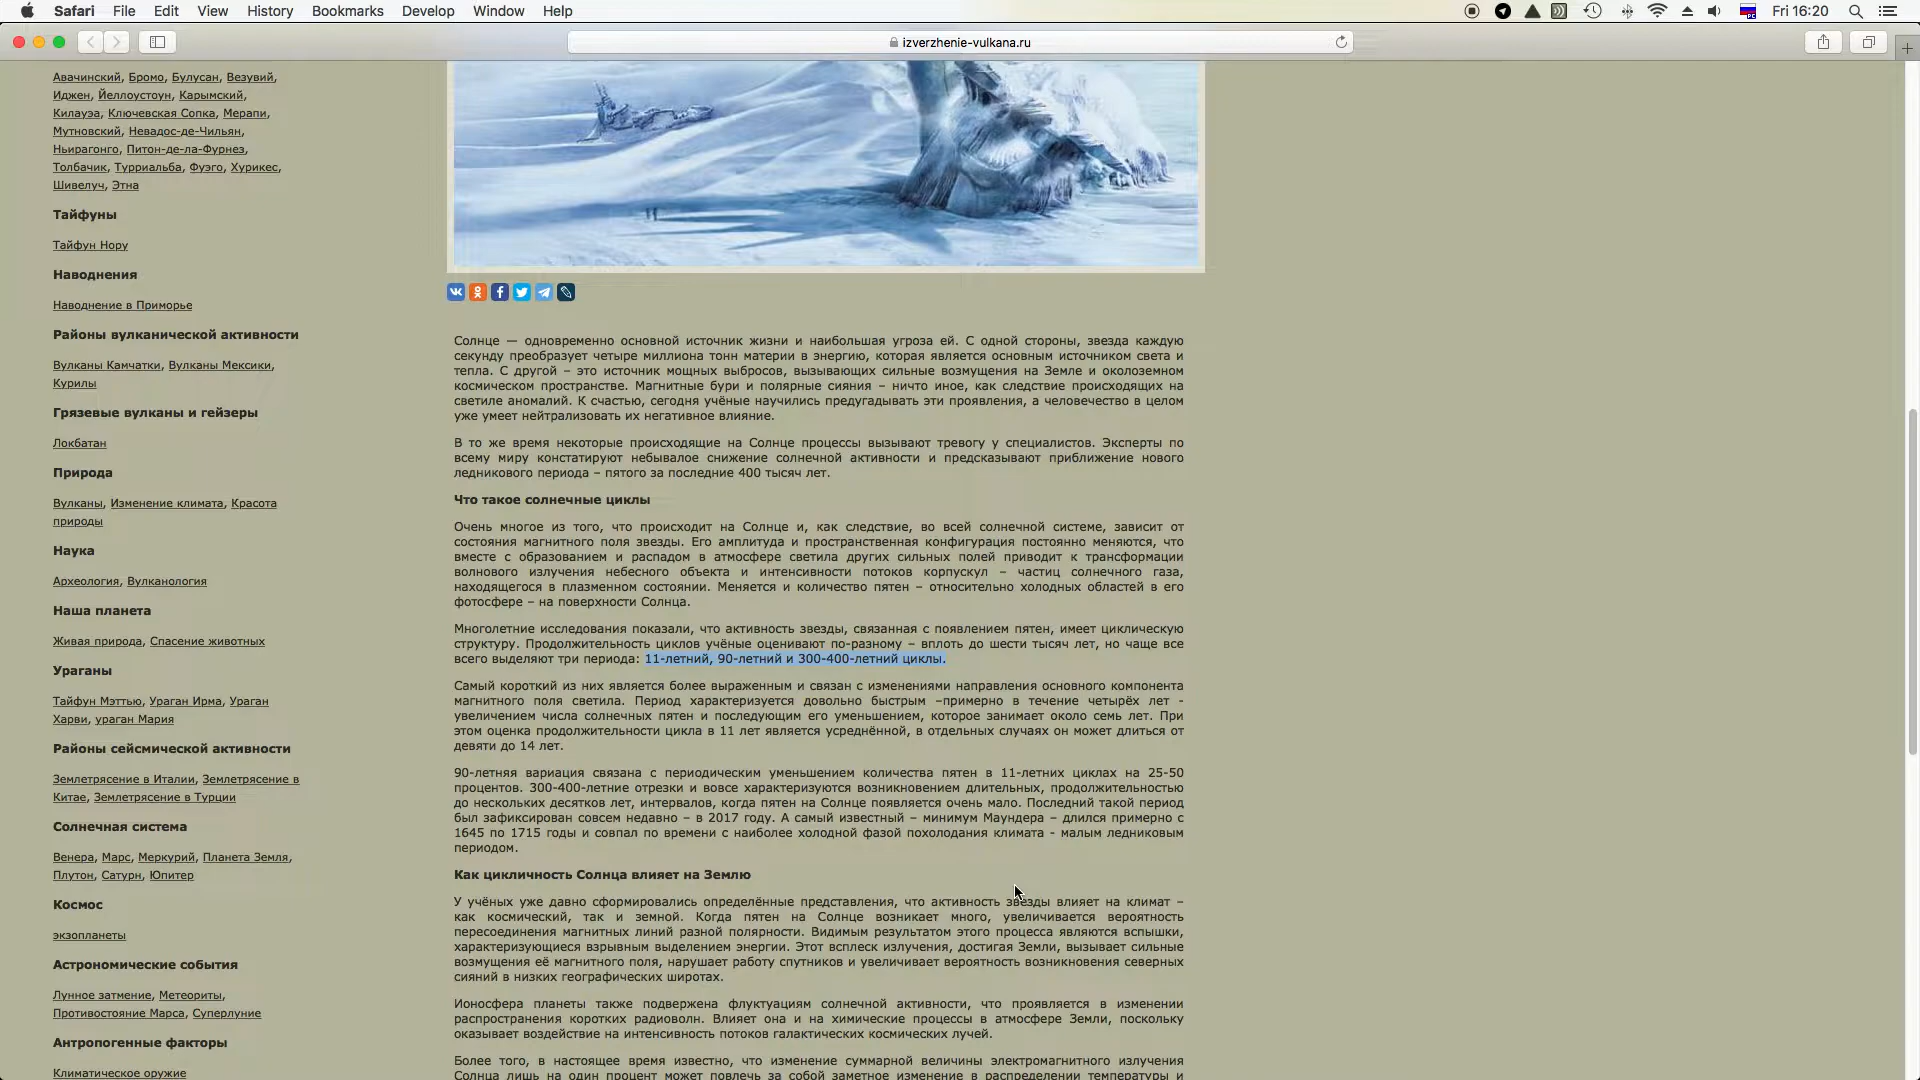 Safari File Edit View History Bookmarks Develop Window Help Fri 16:20
izverzhenie-vulkana.ru
Авачинский, Бромо, Булусан, Везувий,
Иджен, Йеллоустоун, Карымский,
Килауэа, Ключевская Сопка, Мерапи,
Мутновский, Невадос-де-Чильян,
Ньирагонго, Питон-де-ла-Фурнез,
Толбачик, Турриальба, Фуэго, Хурикес,
Шивелуч, Этна
Тайфуны
Тайфун Нору
Наводнения
Наводнение в Приморье
Районы вулканической активности
Вулканы Камчатки, Вулканы Мексики,
Курилы
Грязевые вулканы и гейзеры
Локбатан
Природа
Вулканы, Изменение климата, Красота
природы
Наука
Археология, Вулканология
Наша планета
Живая природа, Спасение животных
Ураганы
Тайфун Мэттью, Ураган Ирма, Ураган
Харви, ураган Мария
Районы сейсмической активности
Землетрясение в Италии, Землетрясение в
Китае, Землетрясение в Турции
Солнечная система
Венера, Марс, Меркурий, Планета Земля,
Плутон, Сатурн, Юпитер
Космос
экзопланеты
Астрономические события
Лунное затмение, Метеориты,
Противостояние Марса, Суперлуние
Антропогенные факторы
Климатическое оружие
Солнце — одновременно основной источник жизни и наибольшая угроза ей. С одной стороны, звезда каждую
секунду преобразует четыре миллиона тонн материи в энергию, которая является основным источником света и
тепла. С другой – это источник мощных выбросов, вызывающих сильные возмущения на Земле и околоземном
космическом пространстве. Магнитные бури и полярные сияния – ничто иное, как следствие происходящих на
светиле аномалий. К счастью, сегодня учёные научились предугадывать эти проявления, а человечество в целом
уже умеет нейтрализовать их негативное влияние.
В то же время некоторые происходящие на Солнце процессы вызывают тревогу у специалистов. Эксперты по
всему миру констатируют небывалое снижение солнечной активности и предсказывают приближение нового
ледникового периода – пятого за последние 400 тысяч лет.
Что такое солнечные циклы
Очень многое из того, что происходит на Солнце и, как следствие, во всей солнечной системе, зависит от
состояния магнитного поля звезды. Его амплитуда и пространственная конфигурация постоянно меняются, что
вместе с образованием и распадом в атмосфере светила других сильных полей приводит к трансформации
волнового излучения небесного объекта и интенсивности потоков корпускул – частиц солнечного газа,
находящегося в плазменном состоянии. Меняется и количество пятен – относительно холодных областей в его
фотосфере – на поверхности Солнца.
Многолетние исследования показали, что активность звезды, связанная с появлением пятен, имеет циклическую
структуру. Продолжительность циклов учёные оценивают по-разному – вплоть до шести тысяч лет, но чаще все
всего выделяют три периода: 11-летний, 90-летний и 300-400-летний циклы.
Самый короткий из них является более выраженным и связан с изменениями направления основного компонента
магнитного поля светила. Период характеризуется довольно быстрым –примерно в течение четырёх лет -
увеличением числа солнечных пятен и последующим его уменьшением, которое занимает около семь лет. При
этом оценка продолжительности цикла в 11 лет является усреднённой, в отдельных случаях он может длиться от
девяти до 14 лет.
90-летняя вариация связана с периодическим уменьшением количества пятен в 11-летних циклах на 25-50
процентов. 300-400-летние отрезки и вовсе характеризуются возникновением длительных, продолжительностью
до нескольких десятков лет, интервалов, когда пятен на Солнце появляется очень мало. Последний такой период
был зафиксирован совсем недавно – в 2017 году. А самый известный – минимум Маундера – длился примерно с
1645 по 1715 годы и совпал по времени с наиболее холодной фазой похолодания климата - малым ледниковым
периодом.
Как цикличность Солнца влияет на Землю
У учёных уже давно сформировались определённые представления, что активность звезды влияет на климат –
как космический, так и земной. Когда пятен на Солнце возникает много, увеличивается вероятность
пересоединения магнитных линий разной полярности. Видимым результатом этого процесса являются вспышки,
характеризующиеся взрывным выделением энергии. Этот всплеск излучения, достигая Земли, вызывает сильные
возмущения её магнитного поля, нарушает работу спутников и увеличивает вероятность возникновения северных
сияний в низких географических широтах.
Ионосфера планеты также подвержена флуктуациям солнечной активности, что проявляется в изменении
распространения коротких радиоволн. Влияет она и на химические процессы в атмосфере Земли, поскольку
оказывает воздействие на интенсивность потоков галактических космических лучей.
Более того, в настоящее время известно, что изменение суммарной величины электромагнитного излучения
Солнца лишь на один процент может повлечь за собой заметное изменение в распределении температуры и